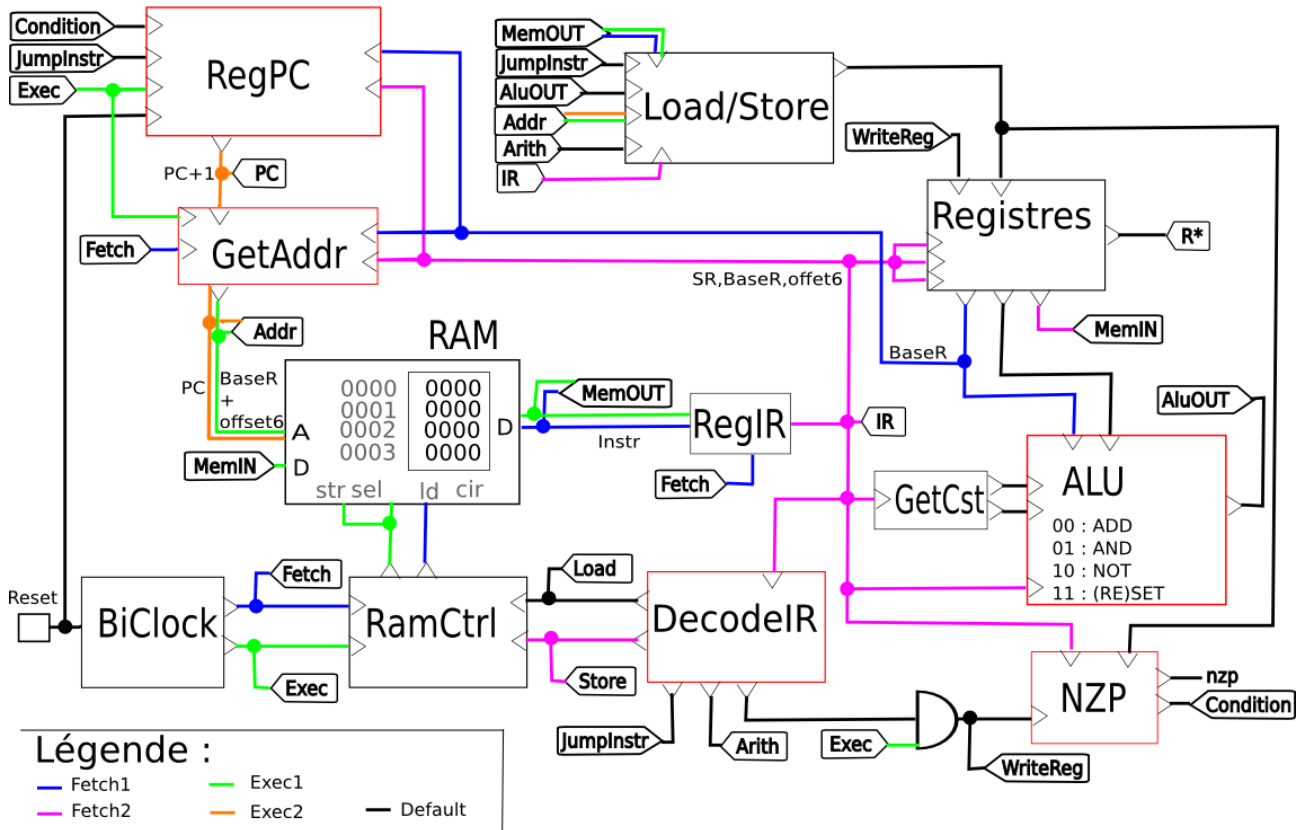 Condition
JumpInstr
Exec
RegPC
PC+1
PC
Fetch
GetAddr
Addr
MemOUT
JumpInstr
AluOUT
Addr
Arith
IR
Load/Store
WriteReg
Registres
R*
SR,BaseR,offet6
MemIN
BaseR
RAM
PC
BaseR
+
offset6
A
MemIN
D
0000
0001
0002
0003
0000
0000
0000
0000
D
str sel ld cir
MemOUT
Instr
RegIR
Fetch
IR
AluOUT
GetCst
ALU
00 : ADD
01 : AND
10 : NOT
11 : (RE)SET
Reset
BiClock
Fetch
Exec
RamCtrl
Load
Store
DecodeIR
JumpInstr
Arith
Exec
WriteReg
NZP
nzp
Condition
Légende :
Fetch1
Exec1
Fetch2
Exec2
Default